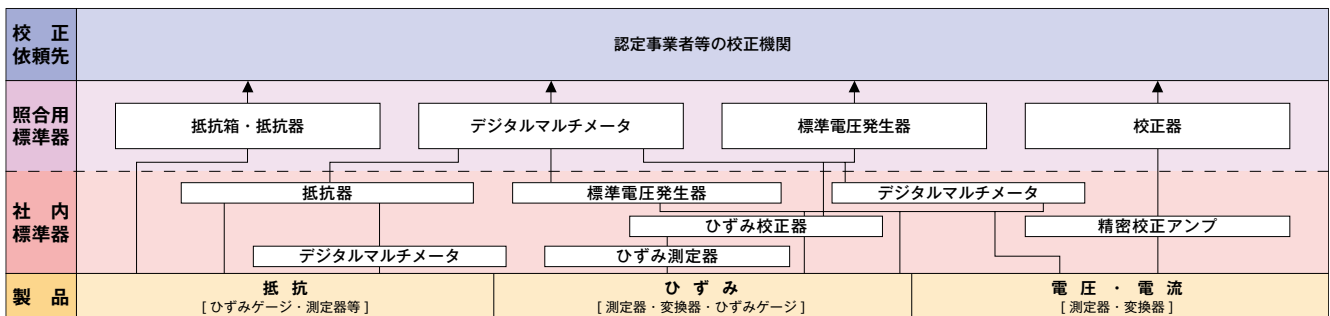 校　正
依頼先
認定事業者等の校正機関
照合用
標準器
抵抗箱・抵抗器
デジタルマルチメータ
標準電圧発生器
校正器
社　内
標準器
抵抗器
標準電圧発生器
デジタルマルチメータ
ひずみ校正器
精密校正アンプ
デジタルマルチメータ
ひずみ測定器
製　品
抵 抗
[ ひずみゲージ・測定器等 ]
ひ ず み
[ 測定器・変換器・ひずみゲージ ]
電 圧 ・ 電 流
[ 測定器・変換器 ]